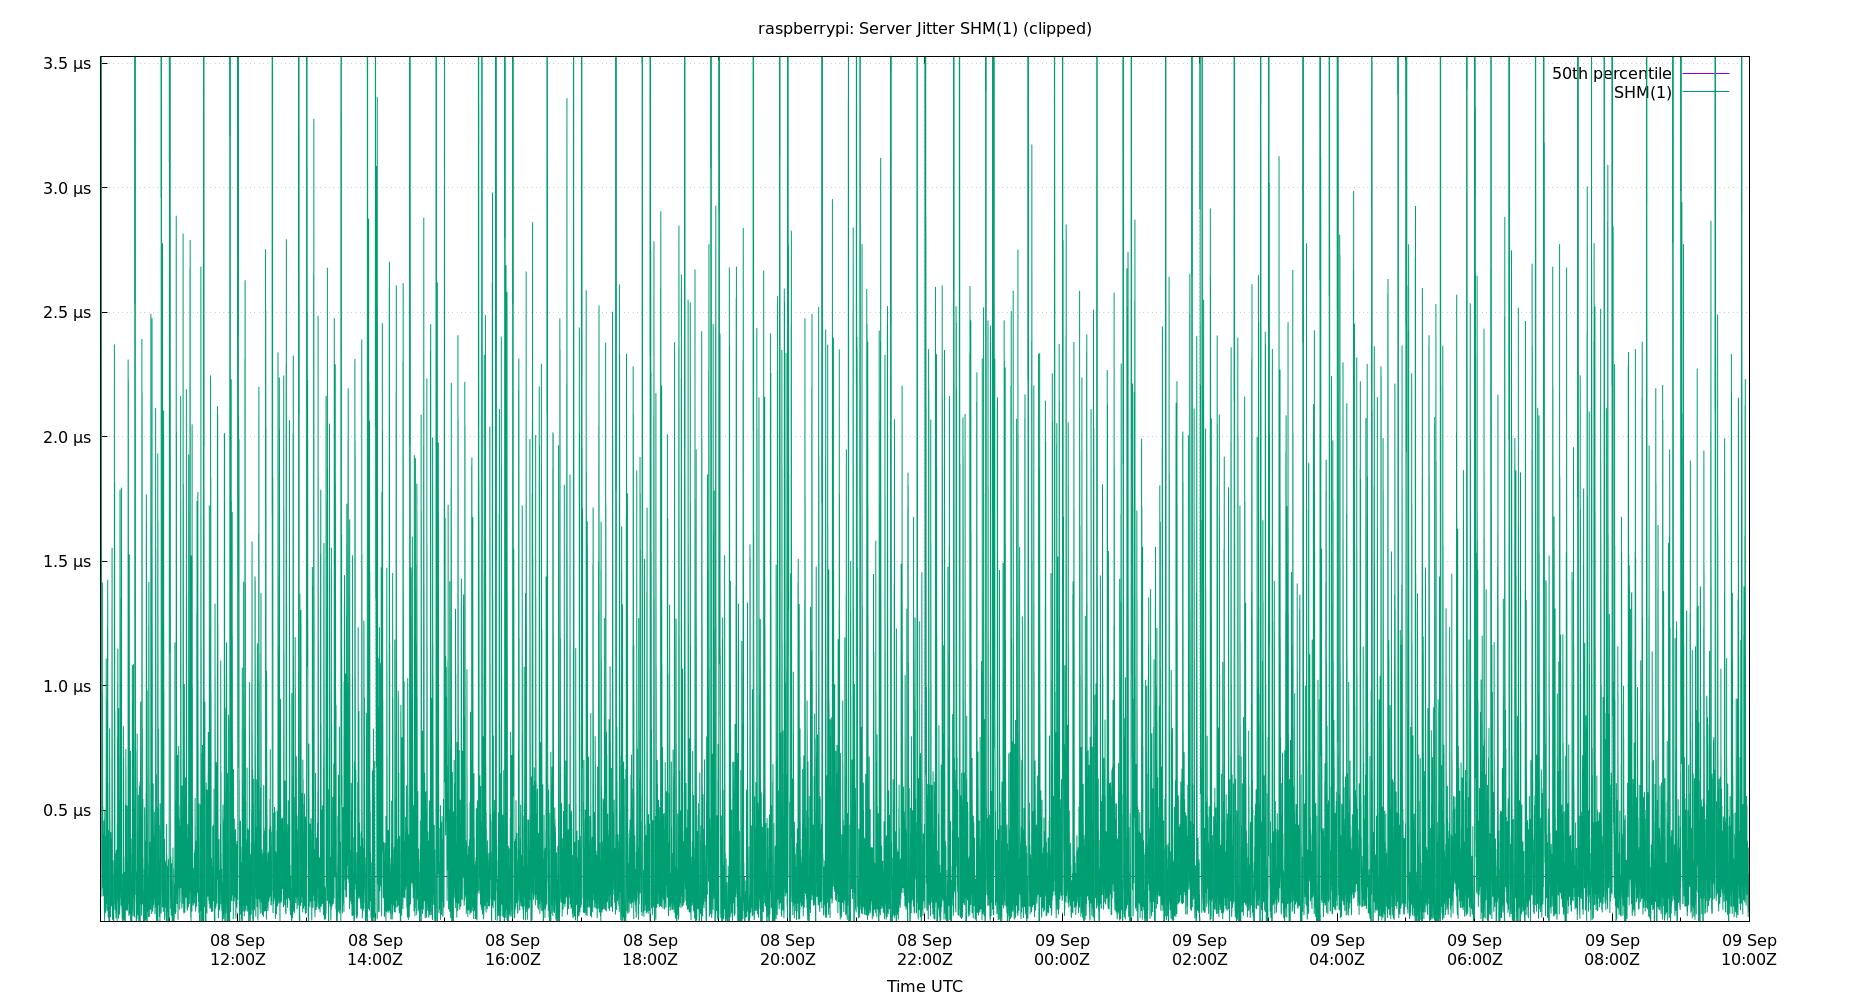 raspberrypi: Server Jitter SHM(1) (clipped)
3.5 μs
3.0 μs
2.5 μs
2.0 μs
1.5 μs
1.0 μs
0.5 μs
50th percentile
SHM(1)
08 Sep 08 Sep 08 Sep 08 Sep 08 Sep 08 Sep 09 Sep 09 Sep 09 Sep 09 Sep 09 Sep 09 Sep
12:00Z 14:00Z 16:00Z 18:00Z 20:00Z 22:00Z 00:00Z 02:00Z 04:00Z 06:00Z 08:00Z 10:00Z
Time UTC